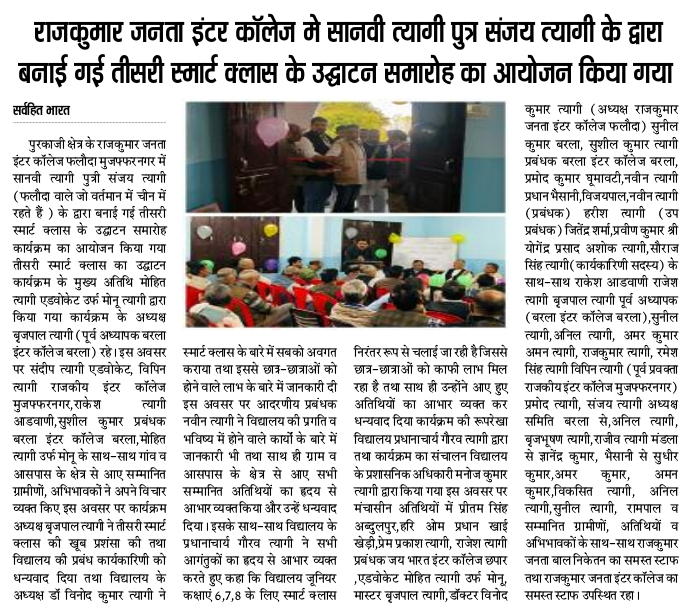 राजकुमार जनता इंटर कॉलेज मे सानवी त्यागी पुत्र संजय त्यागी के द्वारा
बनाई गई तीसरी स्मार्ट क्लास के उद्घाटन समारोह का आयोजन किया गया
सर्वहित भारत
पुरकाजी क्षेत्र के राजकुमार जनता
इंटर कॉलेज फलौदा मुजफ्फरनगर में
सानवी त्यागी पुत्री संजय त्यागी
(फलौदा वाले जो वर्तमान में चीन में
रहते हैं ) के द्वारा बनाई गई तीसरी
स्मार्ट क्लास के उद्घाटन समारोह
कार्यक्रम का आयोजन किया गया
तीसरी स्मार्ट क्लास का उद्घाटन
कार्यक्रम के मुख्य अतिथि मोहित
त्यागी एडवोकेट उर्फ मोनू त्यागी द्वारा
किया गया कार्यक्रम के अध्यक्ष
बृजपाल त्यागी (पूर्व अध्यापक बरला
इंटर कॉलेज बरला) रहे। इस अवसर
पर संदीप त्यागी एडवोकेट, विपिन
त्यागी राजकीय इंटर कॉलेज
मुजफ्फरनगर,राकेश त्यागी
आडवाणी,सुशील कुमार प्रबंधक
बरला इंटर कॉलेज बरला,मोहित
त्यागी उर्फ मोनू के साथ-साथ गांव व
आसपास के क्षेत्र से आए सम्मानित
ग्रामीणों, अभिभावकों ने अपने विचार
व्यक्त किए इस अवसर पर कार्यक्रम
अध्यक्ष बृजपाल त्यागी ने तीसरी स्मार्ट
क्लास की खूब प्रशंसा की तथा
विद्यालय की प्रबंध कार्यकारिणी को
धन्यवाद दिया तथा विद्यालय के
अध्यक्ष डॉ विनोद कुमार त्यागी ने
स्मार्ट क्लास के बारे में सबको अवगत
कराया तथा इससे छात्र-छात्राओं को
होने वाले लाभ के बारे में जानकारी दी
इस अवसर पर आदरणीय प्रबंधक
नवीन त्यागी ने विद्यालय की प्रगति व
भविष्य में होने वाले कार्यो के बारे में
जानकारी भी तथा साथ ही ग्राम व
आसपास के क्षेत्र से आए सभी
सम्मानित अतिथियों का हृदय से
आभार व्यक्त किया और उन्हें धन्यवाद
दिया। इसके साथ-साथ विद्यालय के
प्रधानाचार्य गौरव त्यागी ने सभी
आगंतुकों का हृदय से आभार व्यक्त
करते हुए कहा कि विद्यालय जूनियर
कक्षाएं 6,7,8 के लिए स्मार्ट क्लास
निरंतर रूप से चलाई जा रही है जिससे
छात्र-छात्राओं को काफी लाभ मिल
रहा है तथा साथ ही उन्होंने आए हुए
अतिथियों का आभार व्यक्त कर
धन्यवाद दिया कार्यक्रम की रूपरेखा
विद्यालय प्रधानाचार्य गौरव त्यागी द्वारा
तथा कार्यक्रम का संचालन विद्यालय
के प्रशासनिक अधिकारी मनोज कुमार
त्यागी द्वारा किया गया इस अवसर पर
मंचासीन अतिथियों में प्रीतम सिंह
अब्दुलपुर,हरि ओम प्रधान खाई
खेड़ी,प्रेम प्रकाश त्यागी, राजेश त्यागी
प्रबंधक जय भारत इंटर कॉलेज छपार
,एडवोकेट मोहित त्यागी उर्फ मोनू,
मास्टर बृजपाल त्यागी,डॉक्टर विनोद
कुमार त्यागी (अध्यक्ष राजकुमार
जनता इंटर कॉलेज फलौदा) सुनील
कुमार बरला, सुशील कुमार त्यागी
प्रबंधक बरला इंटर कॉलेज बरला,
प्रमोद कुमार घूमावटी,नवीन त्यागी
प्रधान भैसानी,विजयपाल,नवीन त्यागी
(प्रबंधक) हरीश त्यागी (उप
प्रबंधक) जितेंद्र शर्मा,प्रवीण कुमार श्री
योगेंद्र प्रसाद अशोक त्यागी,सौराज
सिंह त्यागी(कार्यकारिणी सदस्य) के
साथ-साथ राकेश आडवाणी राजेश
त्यागी बृजपाल त्यागी पूर्व अध्यापक
(बरला इंटर कॉलेज बरला),सुनील
त्यागी,अनिल त्यागी, अमर कुमार
अमन त्यागी, राजकुमार त्यागी, रमेश
सिंह त्यागी विपिन त्यागी (पूर्व प्रवक्ता
राजकीय इंटर कॉलेज मुजफ्फरनगर)
प्रमोद त्यागी, संजय त्यागी अध्यक्ष
समिति बरला से,अनिल त्यागी,
बृजभूषण त्यागी,राजीव त्यागी मंडला
से ज्ञानेंद्र कुमार, भैसानी से सुधीर
कुमार,अमर कुमार, अमन
कुमार,विकसित त्यागी, अनिल
त्यागी,सुनील त्यागी, रामपाल व
सम्मानित ग्रामीणों, अतिथियों व
अभिभावकों के साथ-साथ राजकुमार
जनता बाल निकेतन का समस्त स्टाफ
तथा राजकुमार जनता इंटर कॉलेज का
समस्त स्टाफ उपस्थित रहा।